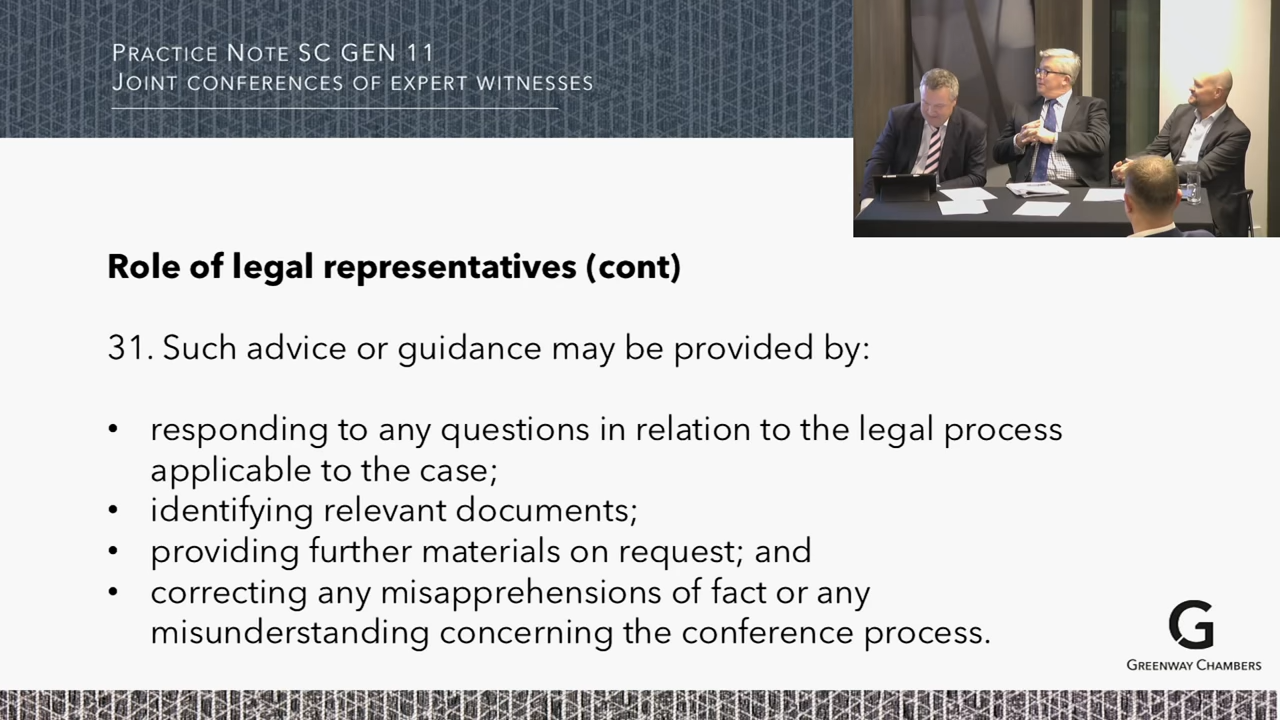 PRACTICE NOTE SC GEN 11
JOINT CONFERENCES OF EXPERT WITNESSES
Role of legal representatives (cont)
31. Such advice or guidance may be provided by:
• responding to any questions in relation to the legal process
applicable to the case;
• identifying relevant documents;
• providing further materials on request; and
• correcting any misapprehensions of fact or any
misunderstanding concerning the conference process.
G
GREENWAY CHAMBERS